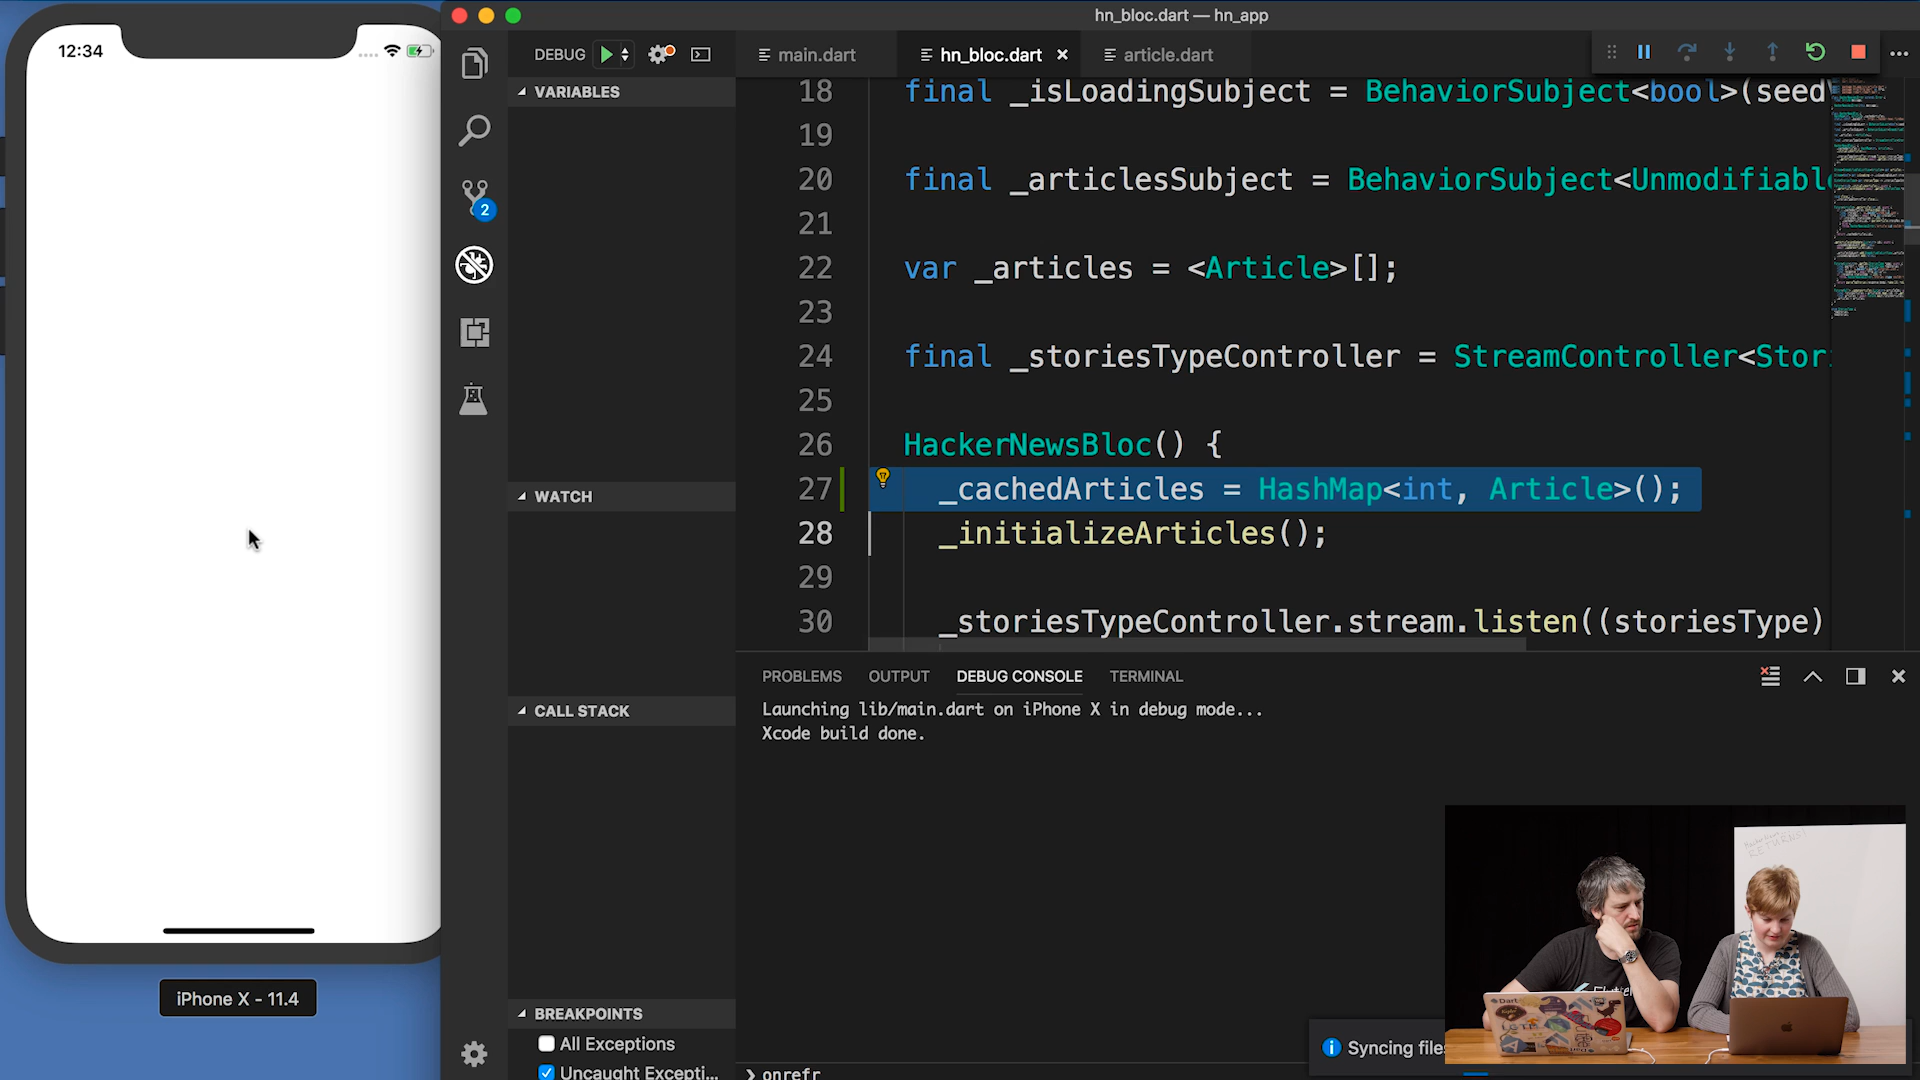 hn_bloc.dart — hn_app
12:34
DEBUG
main.dart
hn_bloc.dart
article.dart
VARIABLES
18 final _isLoadingSubject = BehaviorSubject<bool>(seed
19
20 final _articlesSubject = BehaviorSubject<Unmodifiabl
21
22 var _articles = <Article>[];
23
24 final _storiesTypeController = StreamController<Stor
25
26 HackerNewsBloc() {
27 _cachedArticles = HashMap<int, Article>();
28 _initializeArticles();
29
30 _storiesTypeController.stream.listen((storiesType)
2
WATCH
CALL STACK
PROBLEMS OUTPUT DEBUG CONSOLE TERMINAL
Launching lib/main.dart on iPhone X in debug mode...
Xcode build done.
iPhone X - 11.4
BREAKPOINTS
All Exceptions
Uncaught Excepti...
Syncing file
onrefr
RETURNS!
Dart